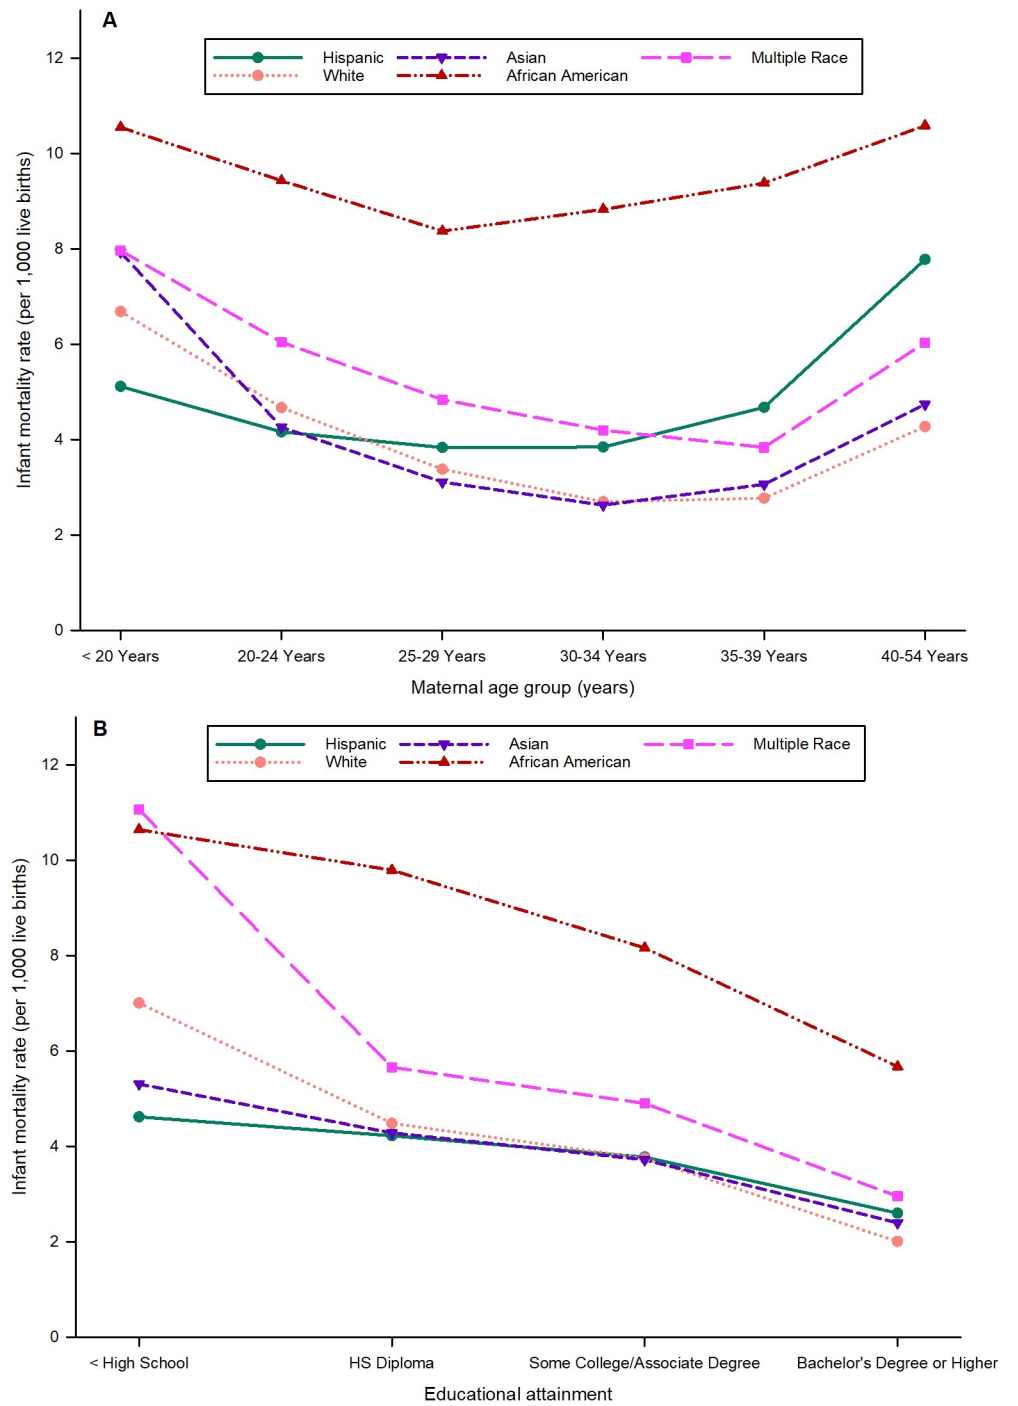 A
Hispanic Asian Multiple Race
White African American
12
10
8
6
4
2
0
Infant mortality rate (per 1,000 live births)
< 20 Years 20-24 Years 25-29 Years 30-34 Years 35-39 Years 40-54 Years
Maternal age group (years)
B
Hispanic Asian Multiple Race
White African American
12
10
8
6
4
2
0
Infant mortality rate (per 1,000 live births)
< High School HS Diploma Some College/Associate Degree Bachelor's Degree or Higher
Educational attainment